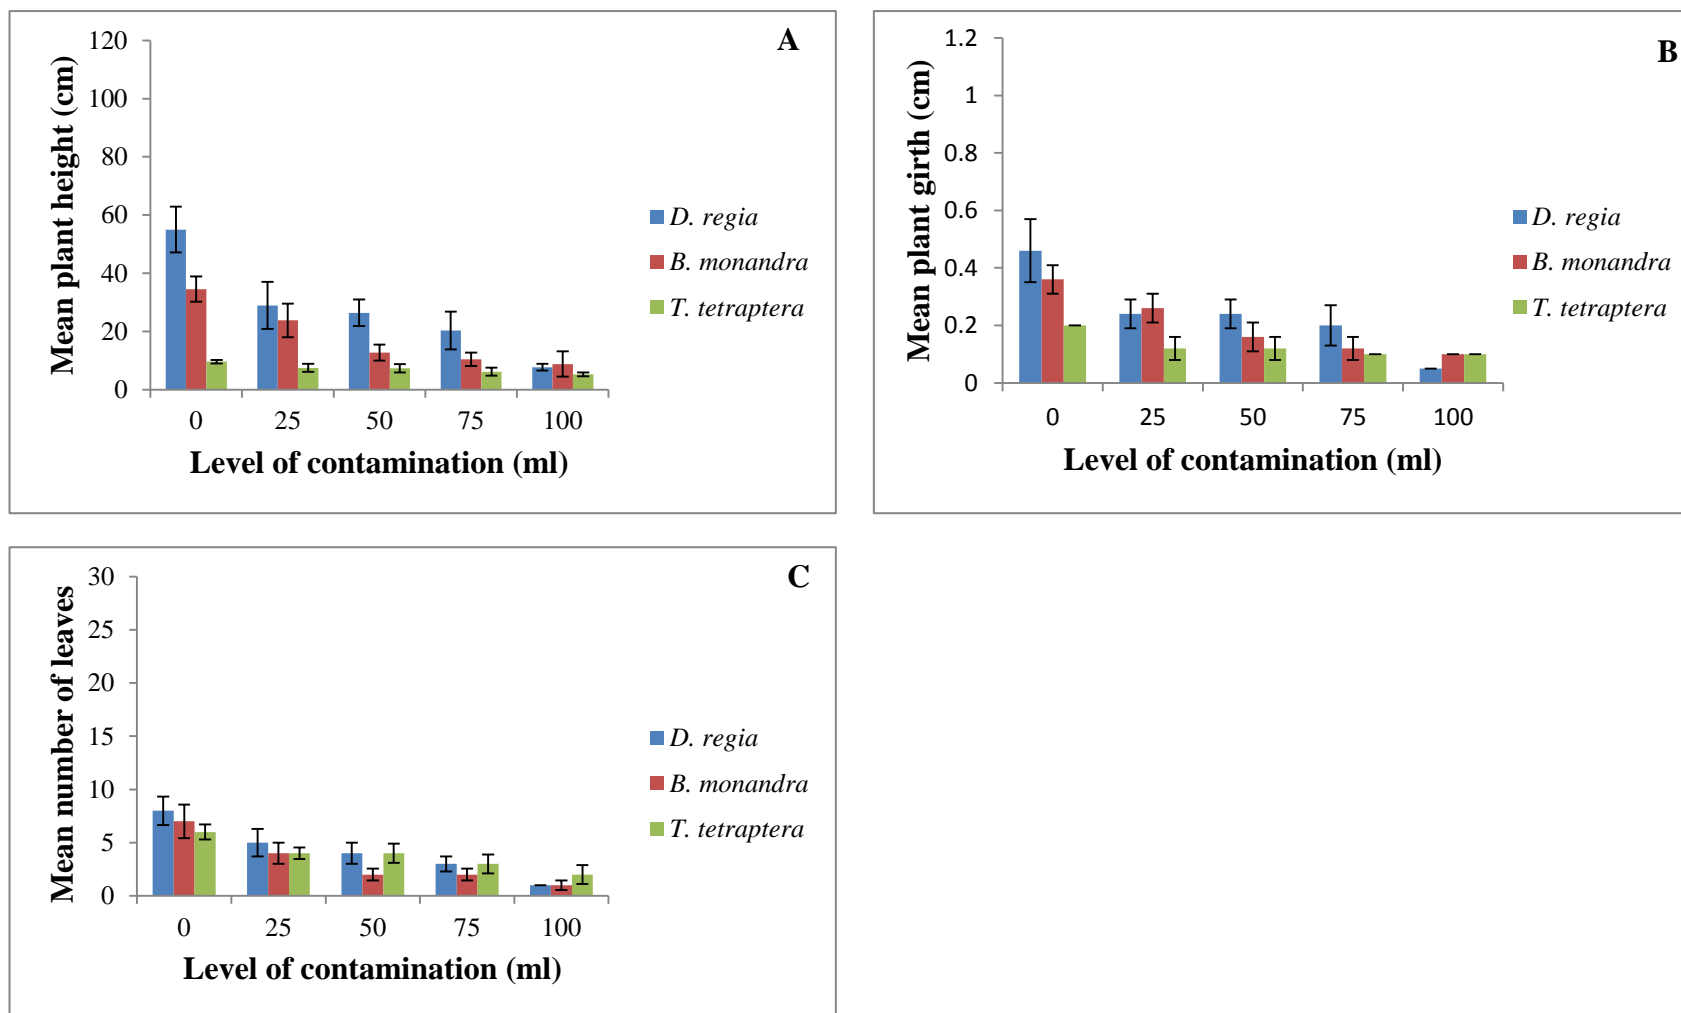 A
Mean plant height (cm)
120
100
80
60
40
20
0
0 25 50 75 100
Level of contamination (ml)
D. regia
B. monandra
T. tetraptera
B
Mean plant girth (cm)
1.2
1
0.8
0.6
0.4
0.2
0
0 25 50 75 100
Level of contamination (ml)
D. regia
B. monandra
T. tetraptera
C
Mean number of leaves
30
25
20
15
10
5
0
0 25 50 75 100
Level of contamination (ml)
D. regia
B. monandra
T. tetraptera